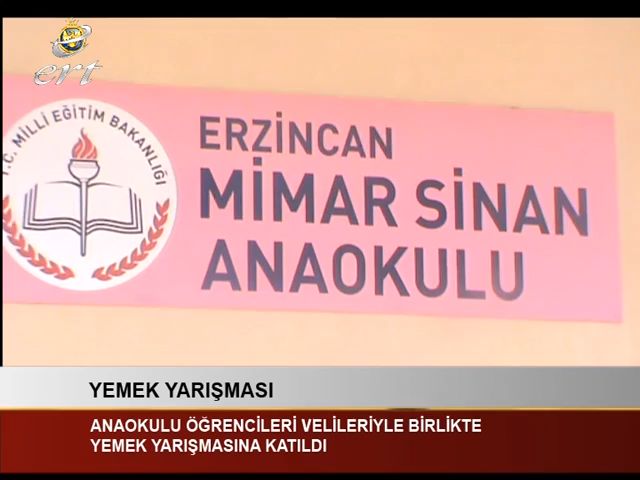 ert
T.C. MİLLİ EĞİTİM BAKANLIĞI
ERZİNCAN
MİMAR SİNAN
ANAOKULU
YEMEK YARIŞMASI
ANAOKULU ÖĞRENCİLERİ VELİLERİYLE BİRLİKTE
YEMEK YARIŞMASINA KATILDI